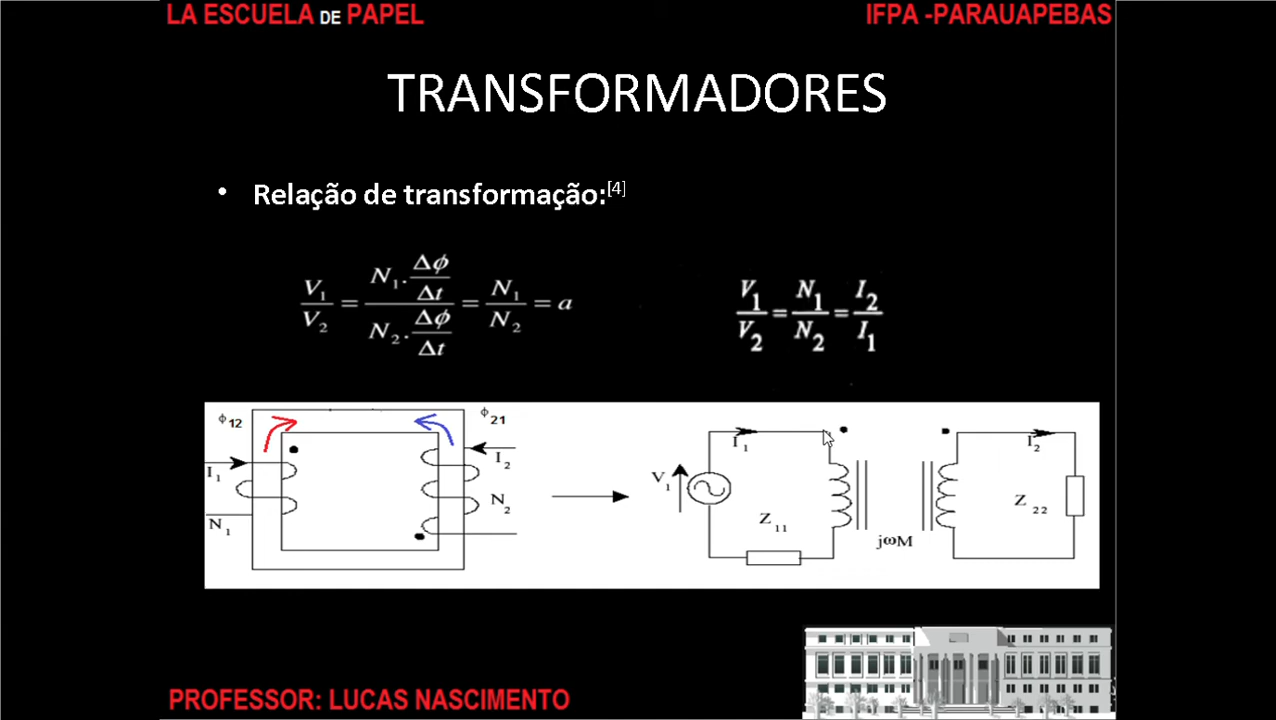 LA ESCUELA DE PAPEL
IFPA -PARAUAPEBAS
TRANSFORMADORES
• Relação de transformação:[4]
V₁/V₂ = (N₁.Δϕ/Δt)/(N₂.Δϕ/Δt) = N₁/N₂ = a
V₁/V₂ = N₁/N₂ = I₂/I₁
ϕ12
ϕ21
I₁
I₂
N₁
N₂
I₁
I₂
V₁
Z₁₁
jωM
Z₂₂
PROFESSOR: LUCAS NASCIMENTO